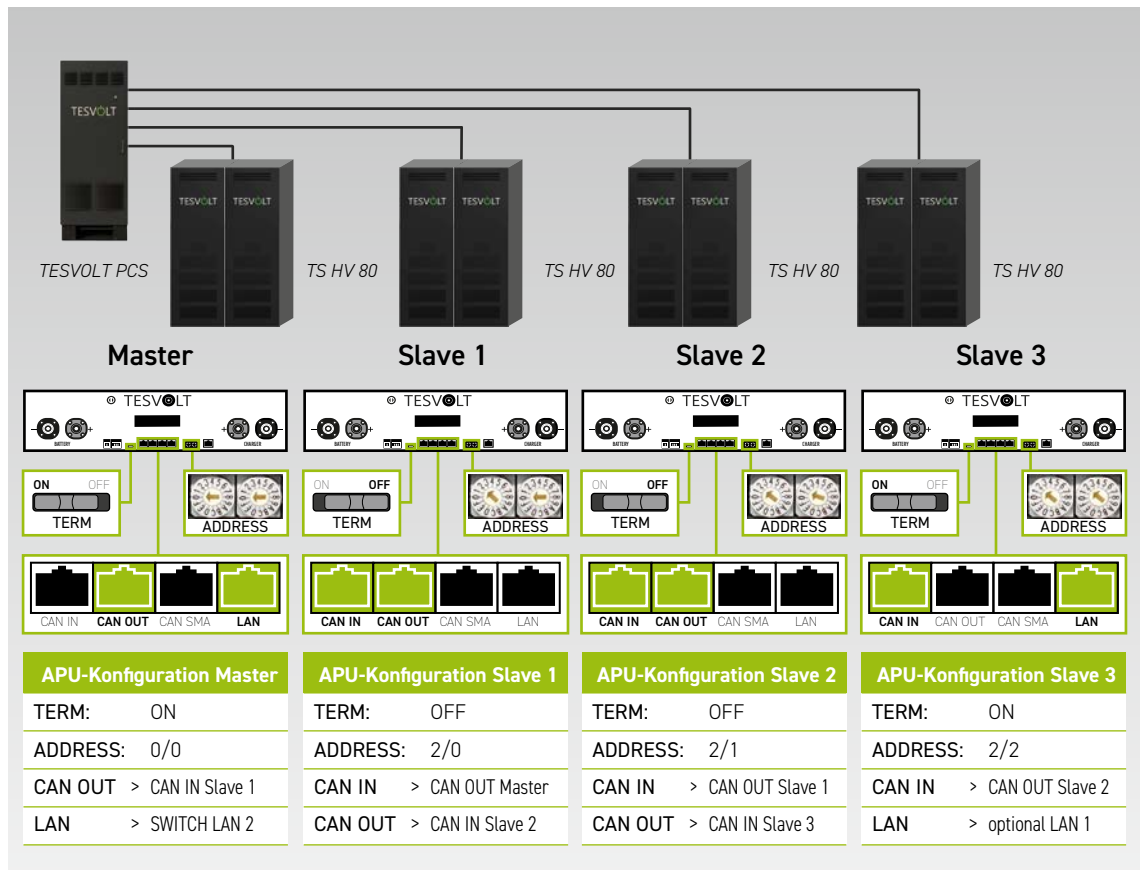 TESVOLT
TESVOLT TESVOLT
TESVOLT TESVOLT
TESVOLT TESVOLT
TESVOLT TESVOLT
TESVOLT PCS
TS HV 80
TS HV 80
TS HV 80
TS HV 80
Master
Slave 1
Slave 2
Slave 3
TESVOLT
- + BATTERY
+ - CHARGER
TESVOLT
- + BATTERY
+ - CHARGER
TESVOLT
- + BATTERY
+ - CHARGER
TESVOLT
- + BATTERY
+ - CHARGER
ON OFF
TERM
ADDRESS
ON OFF
TERM
ADDRESS
ON OFF
TERM
ADDRESS
ON OFF
TERM
ADDRESS
CAN IN CAN OUT CAN SMA LAN
CAN IN CAN OUT CAN SMA LAN
CAN IN CAN OUT CAN SMA LAN
CAN IN CAN OUT CAN SMA LAN
APU-Konfiguration Master
TERM: ON
ADDRESS: 0/0
CAN OUT > CAN IN Slave 1
LAN > SWITCH LAN 2
APU-Konfiguration Slave 1
TERM: OFF
ADDRESS: 2/0
CAN IN > CAN OUT Master
CAN OUT > CAN IN Slave 2
APU-Konfiguration Slave 2
TERM: OFF
ADDRESS: 2/1
CAN IN > CAN OUT Slave 1
CAN OUT > CAN IN Slave 3
APU-Konfiguration Slave 3
TERM: ON
ADDRESS: 2/2
CAN IN > CAN OUT Slave 2
LAN > optional LAN 1